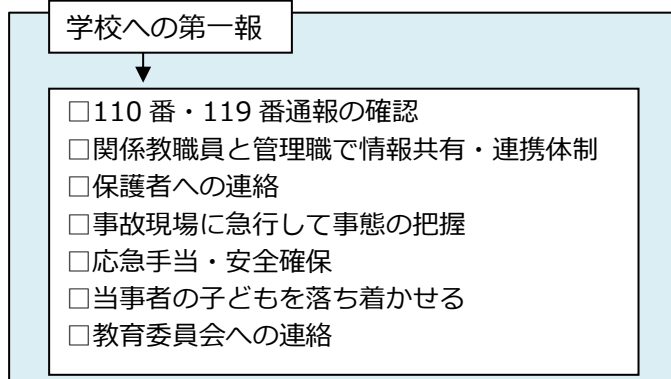 学校への第一報
□110 番・119 番通報の確認
□関係教職員と管理職で情報共有・連携体制
□保護者への連絡
□事故現場に急行して事態の把握
□応急手当・安全確保
□当事者の子どもを落ち着かせる
□教育委員会への連絡